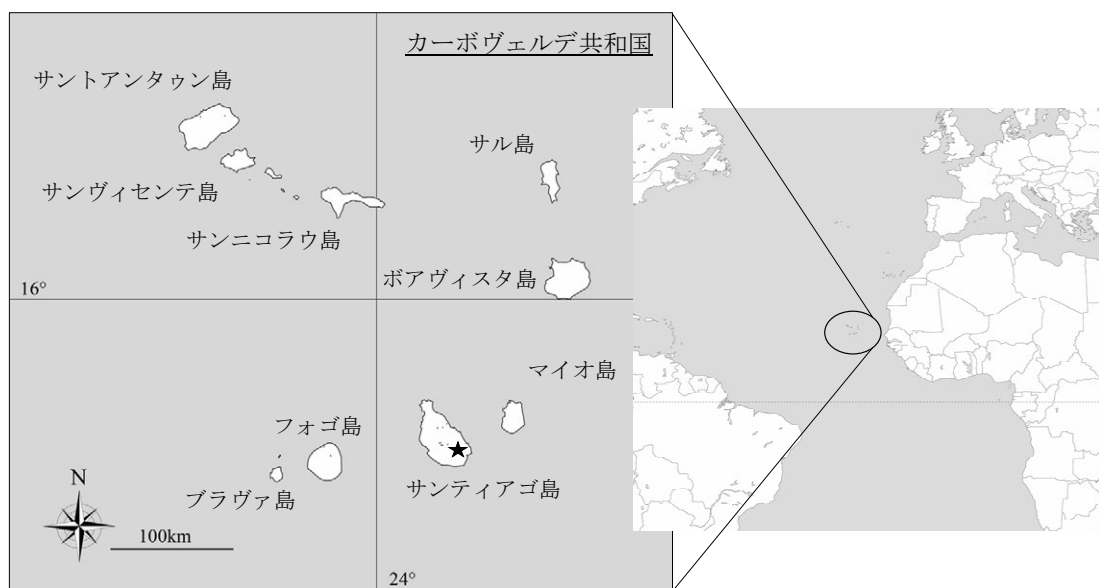 カーボヴェルデ共和国
サントアンタゥン島
サル島
サンヴィセンテ島
サンニコラウ島
ボアヴィスタ島
16°
マイオ島
フォゴ島
N
サンティアゴ島
ブラヴァ島
100km
24°